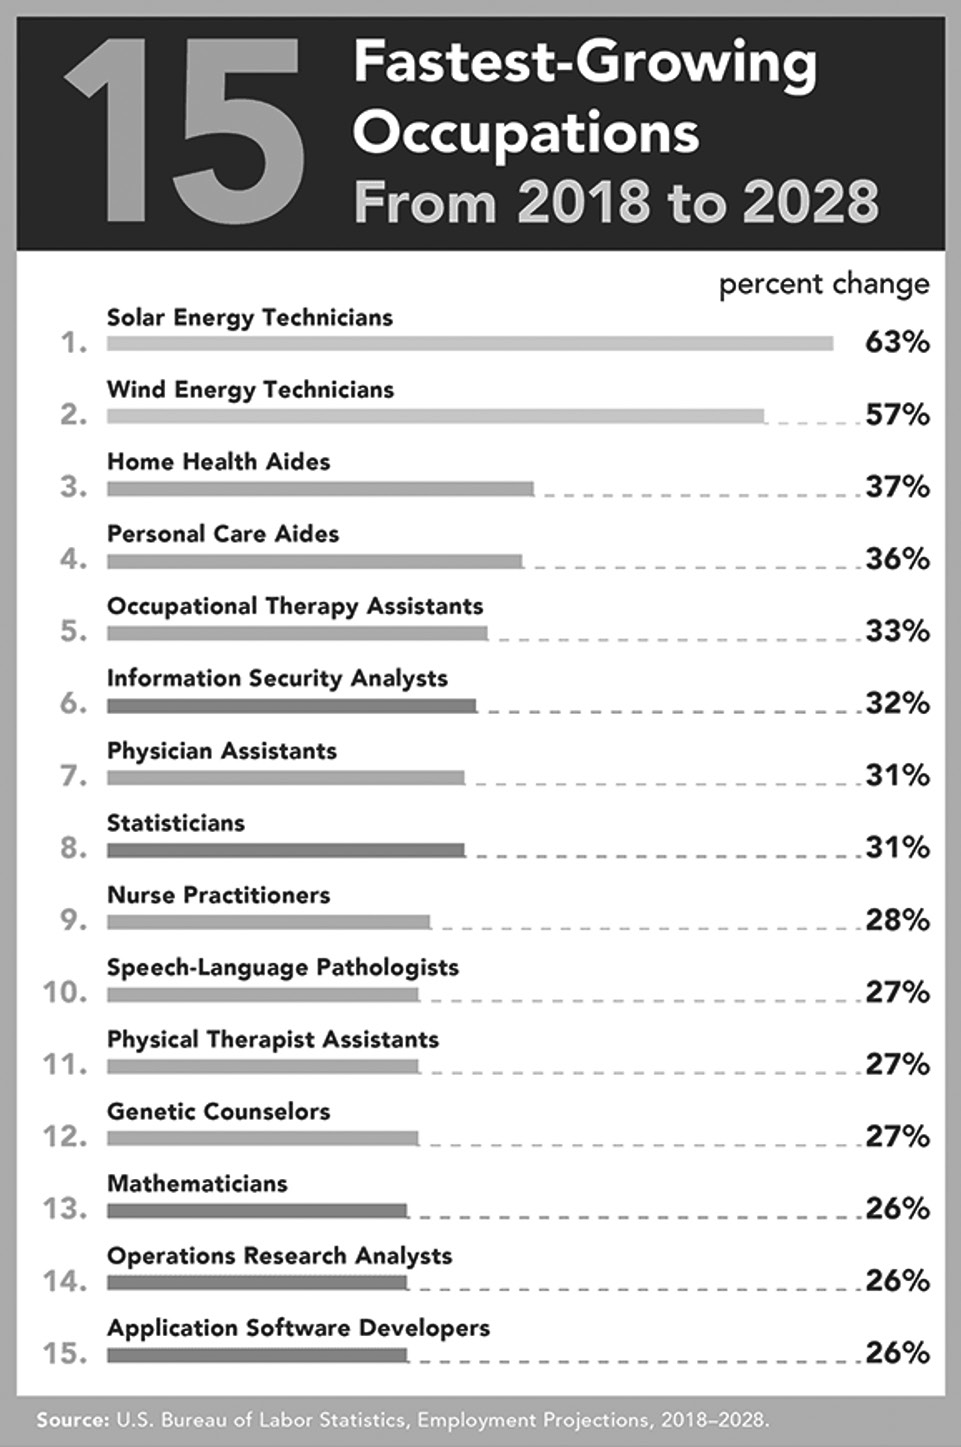 15
Fastest-Growing
Occupations
From 2018 to 2028
percent change
Solar Energy Technicians
1. 63%
Wind Energy Technicians
2. 57%
Home Health Aides
3. 37%
Personal Care Aides
4. 36%
Occupational Therapy Assistants
5. 33%
Information Security Analysts
6. 32%
Physician Assistants
7. 31%
Statisticians
8. 31%
Nurse Practitioners
9. 28%
Speech-Language Pathologists
10. 27%
Physical Therapist Assistants
11. 27%
Genetic Counselors
12. 27%
Mathematicians
13. 26%
Operations Research Analysts
14. 26%
Application Software Developers
15. 26%
Source: U.S. Bureau of Labor Statistics, Employment Projections, 2018–2028.